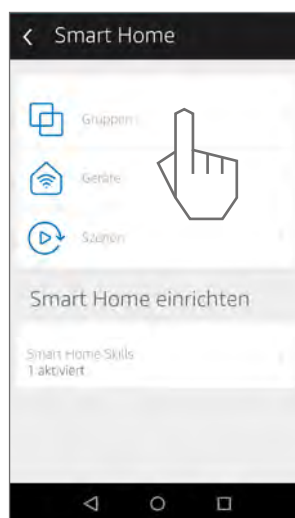 Smart Home
Gruppen
Geräte
Szenen
Smart Home einrichten
Smart Home Skills
1 aktiviert